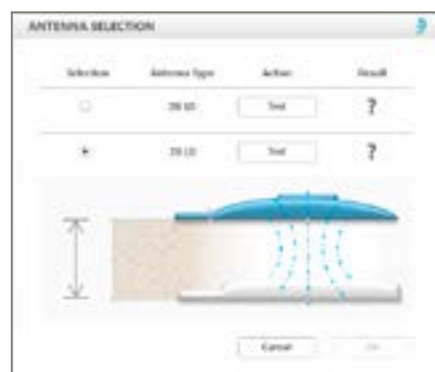 ANTENNA SELECTION
Selection Antenna Type Action Result
Test ?
Test ?
Cancel